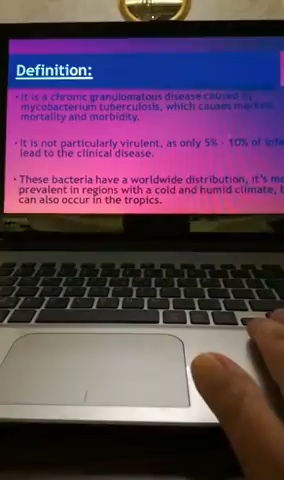 Definition:
• It is a chronic granulomatous disease caused by
mycobacterium tuberculosis, which causes marked
mortality and morbidity.
• It is not particularly virulent, as only 5% - 10% of
lead to the clinical disease.
• These bacteria have a worldwide distribution, it's
prevalent in regions with a cold and humid climate,
can also occur in the tropics.